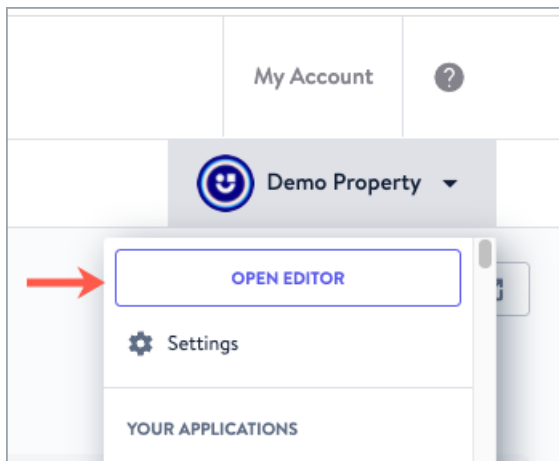 My Account
Demo Property
OPEN EDITOR
Settings
YOUR APPLICATIONS